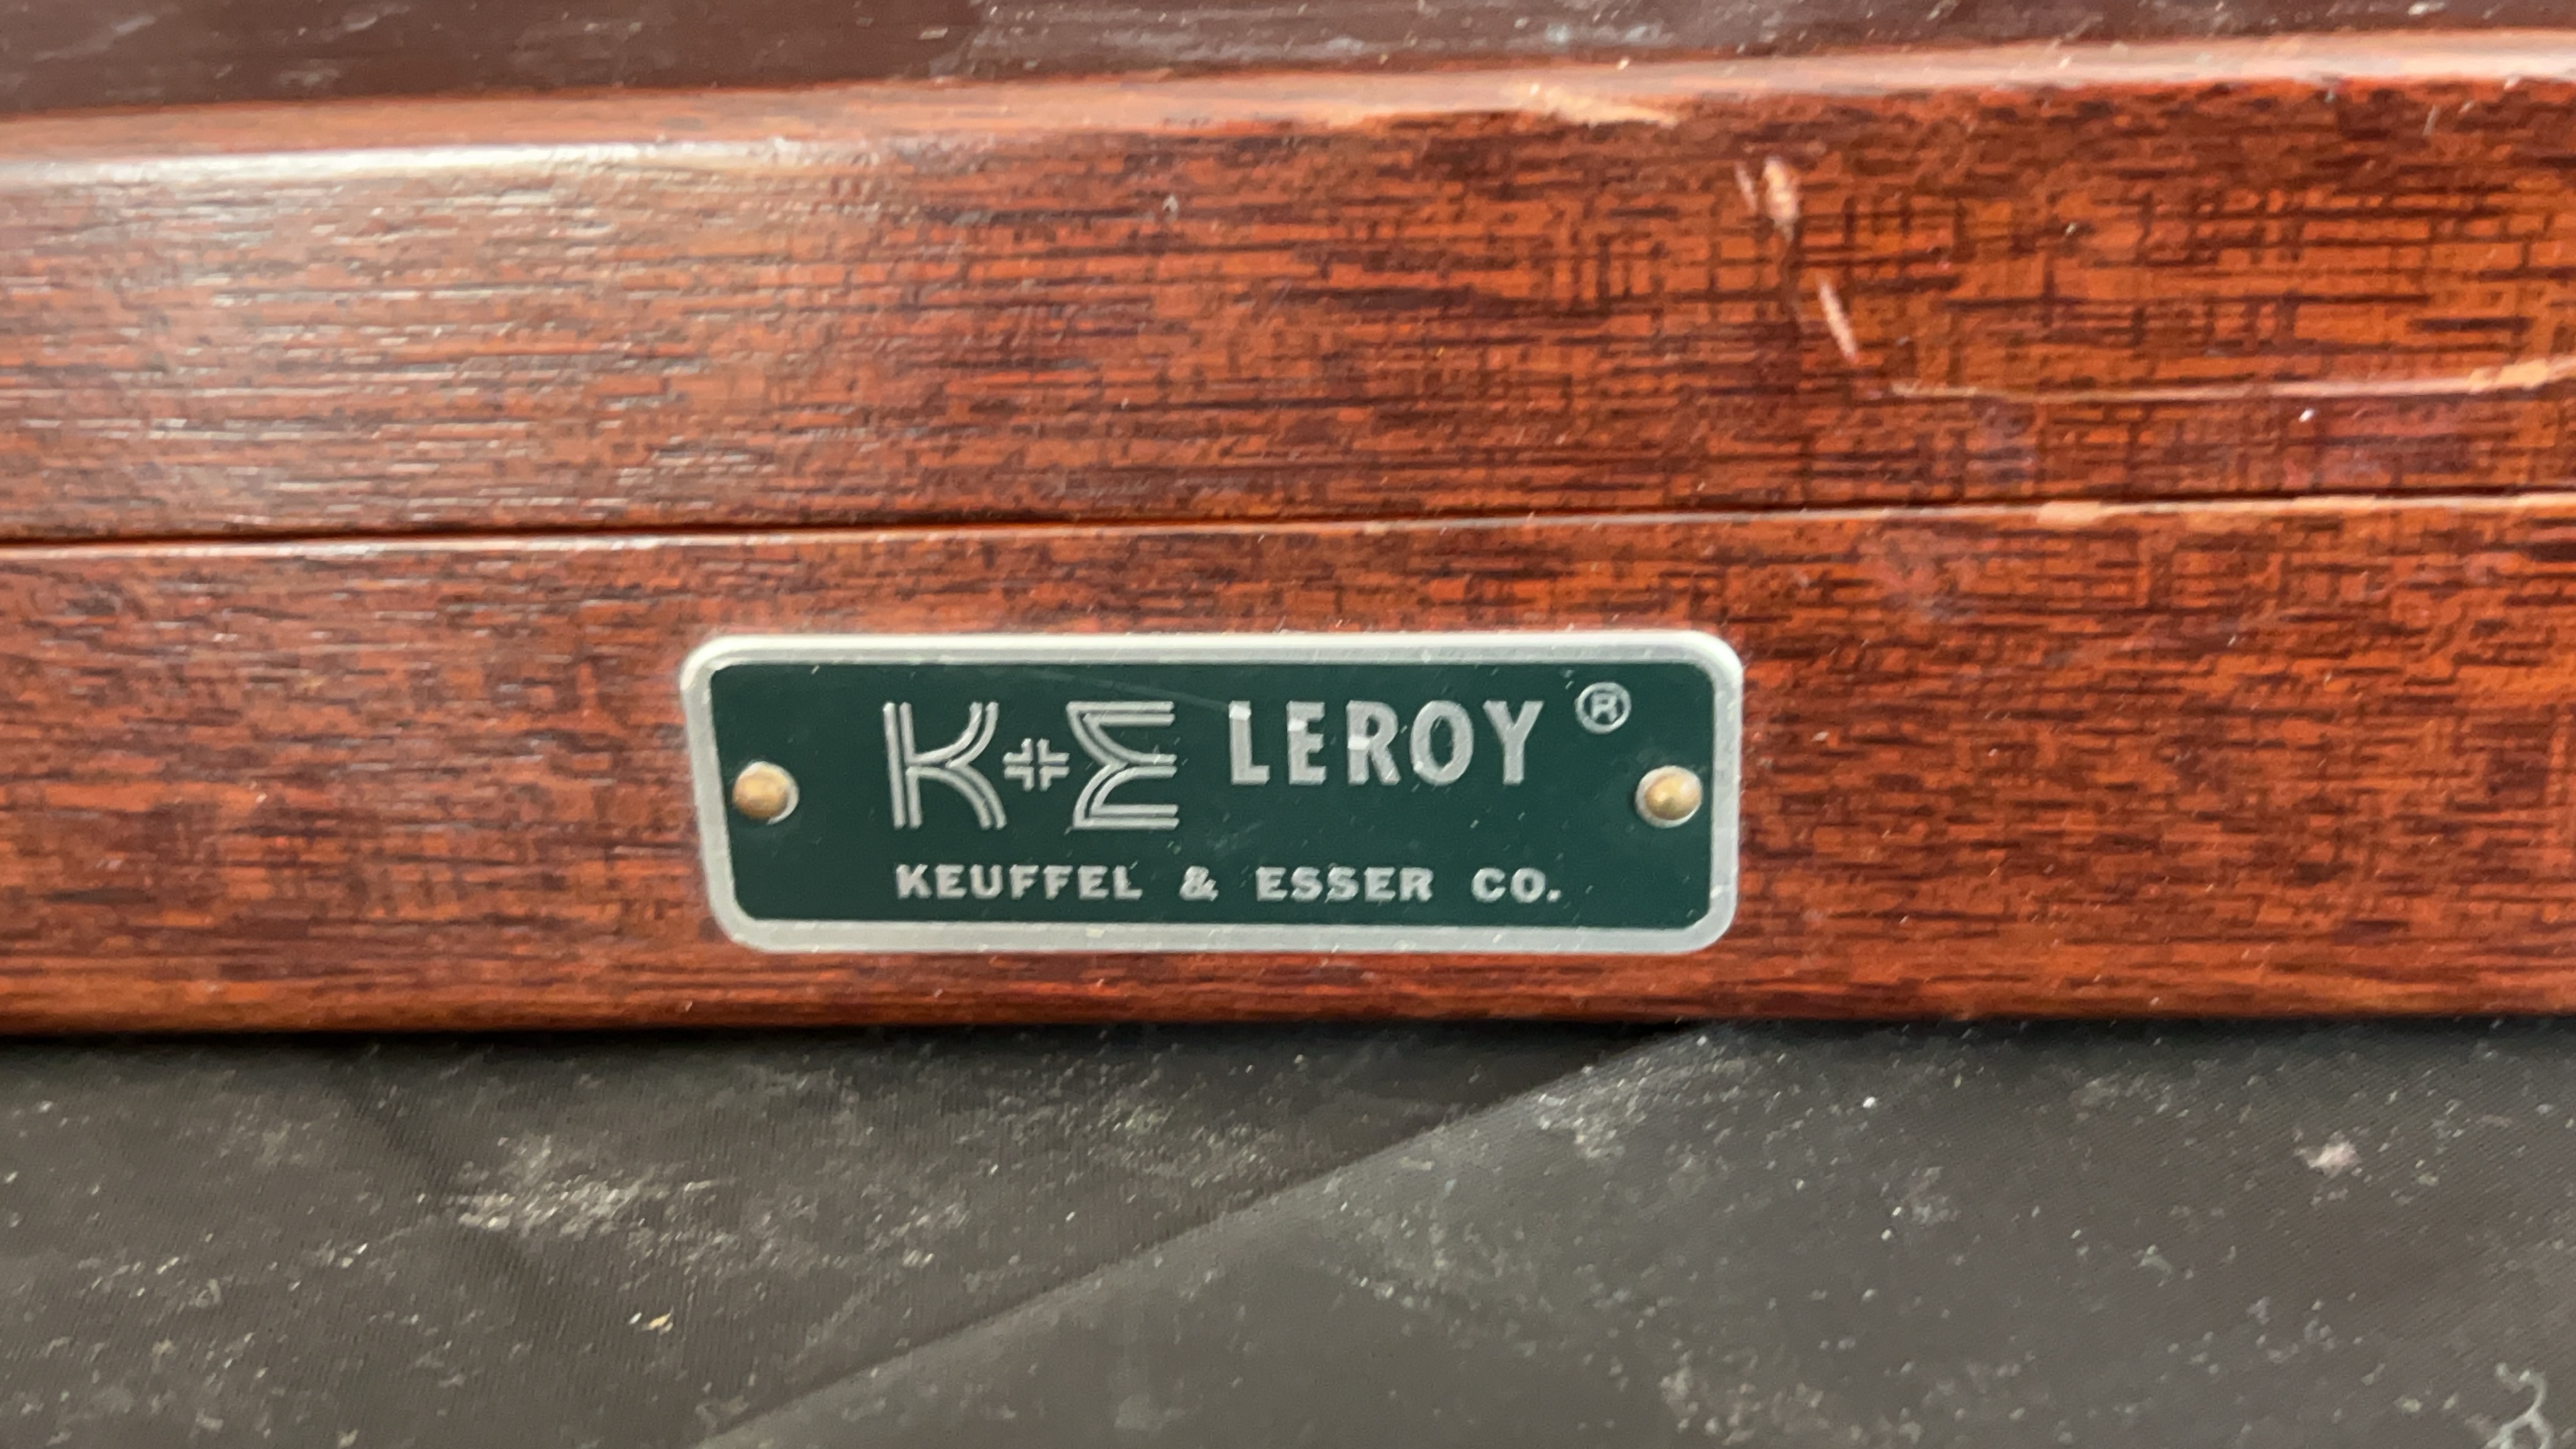 K+E LEROY ®
KEUFFEL & ESSER CO.